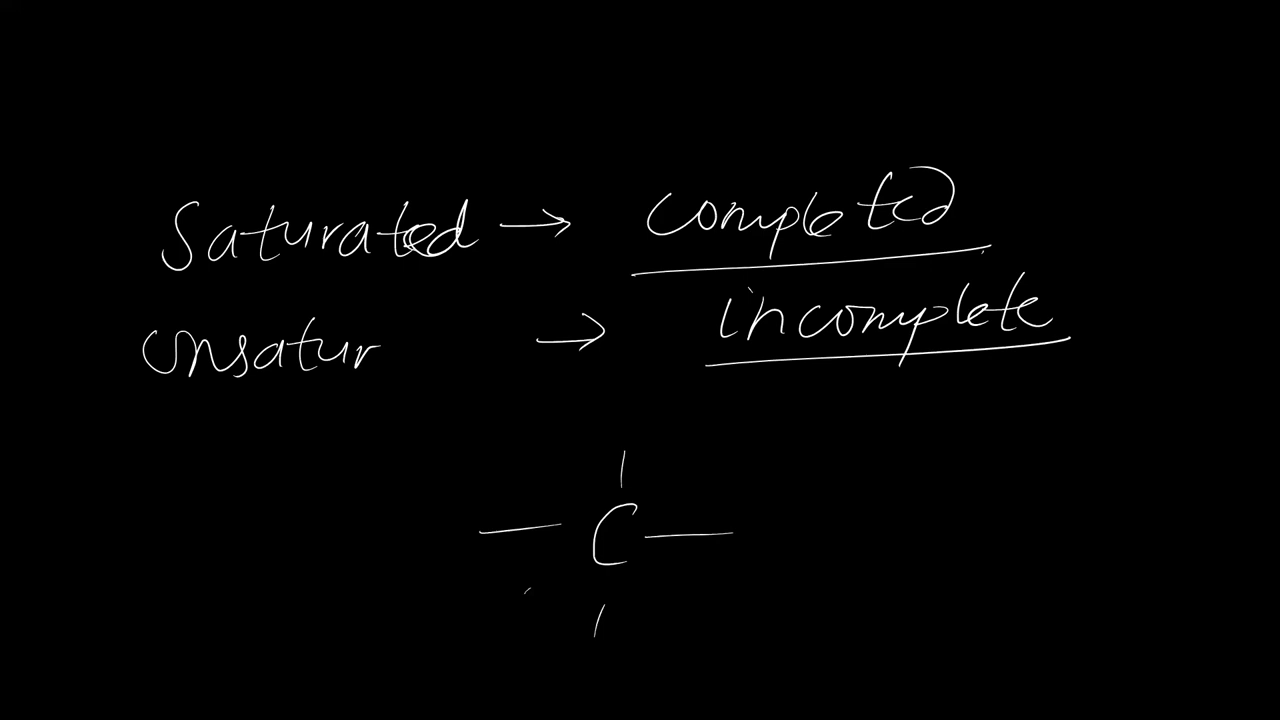 Saturated → completed
Unsatur → incomplete
C